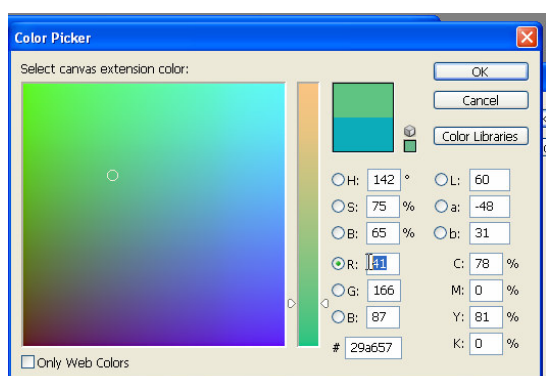 Color Picker
Select canvas extension color:
OK
Cancel
Color Libraries
H: 142 ° L: 60
S: 75 % a: -48
B: 65 % b: 31
R: 41 C: 78 %
G: 166 M: 0 %
B: 87 Y: 81 %
# 29a657 K: 0 %
Only Web Colors